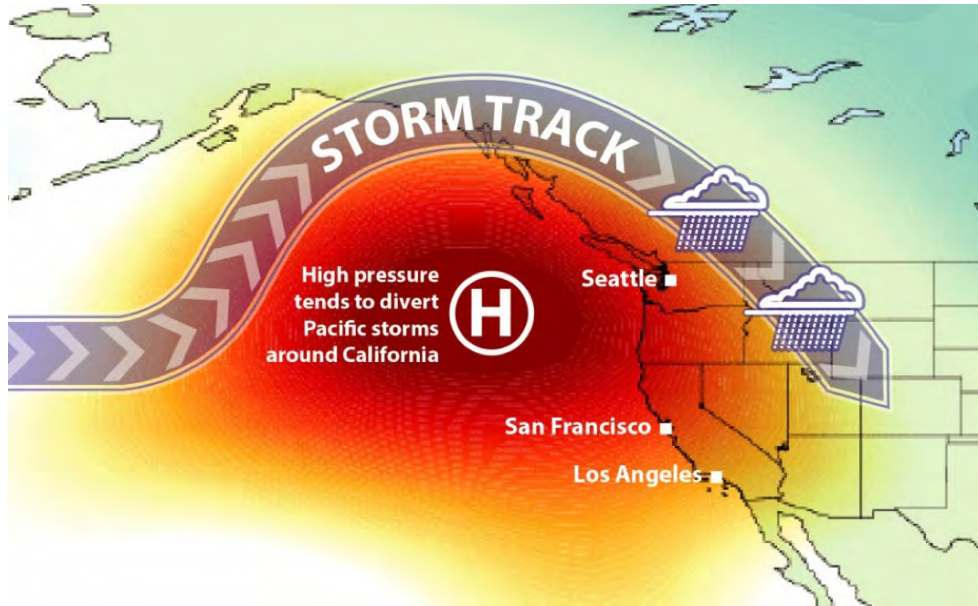 STORM TRACK
High pressure
tends to divert
Pacific storms
around California
H
Seattle
San Francisco
Los Angeles